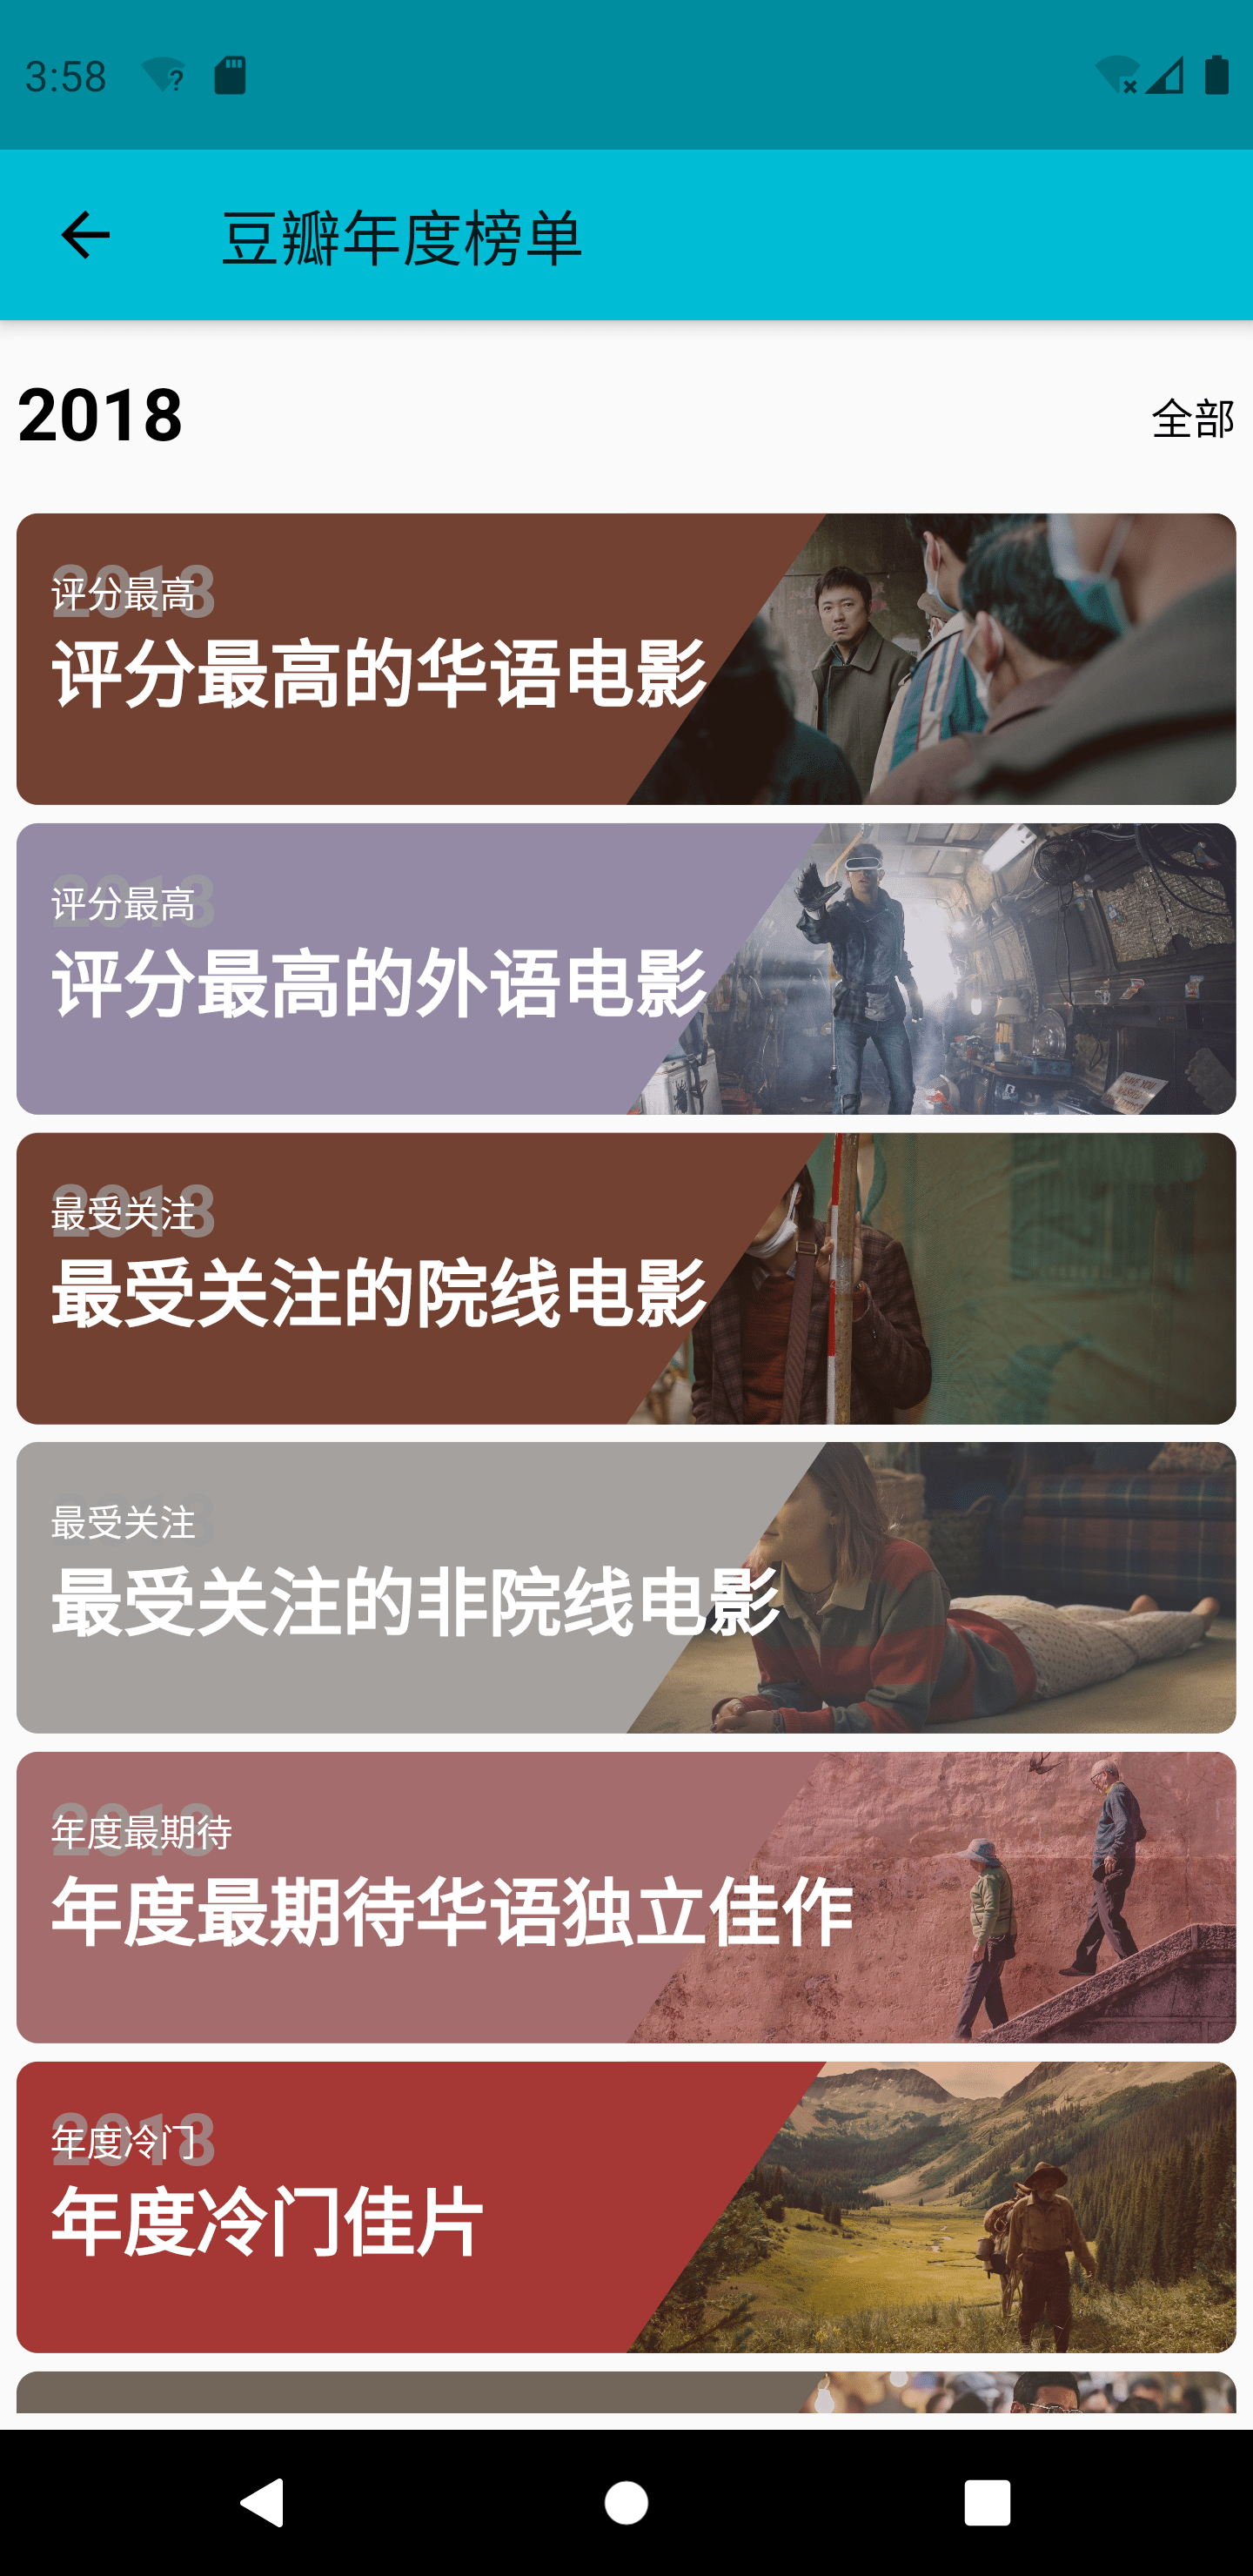 3:58
豆瓣年度榜单
2018
全部
2018
评分最高
评分最高的华语电影
2018
评分最高
评分最高的外语电影
2018
最受关注
最受关注的院线电影
最受关注
最受关注的非院线电影
2018
年度最期待
年度最期待华语独立佳作
2018
年度冷门
年度冷门佳片